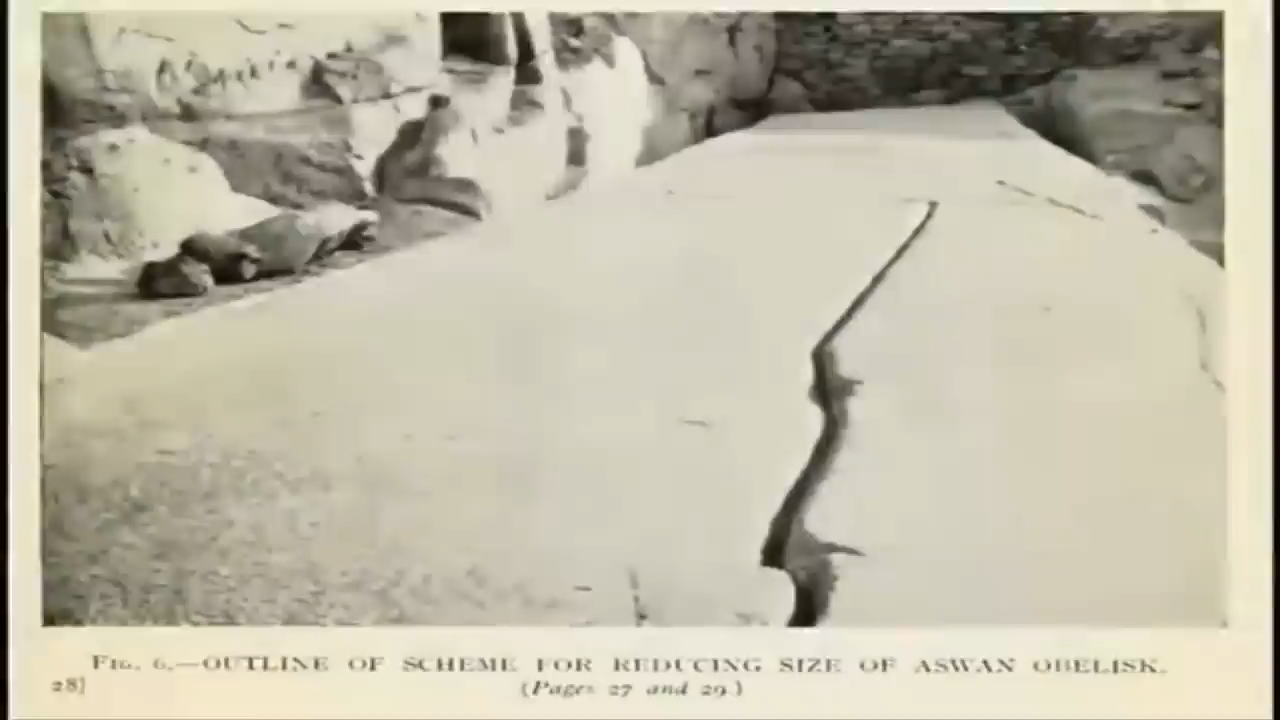 FIG. 6.—OUTLINE OF SCHEME FOR REDUCING SIZE OF ASWAN OBELISK.
28]
(Pages 27 and 29.)